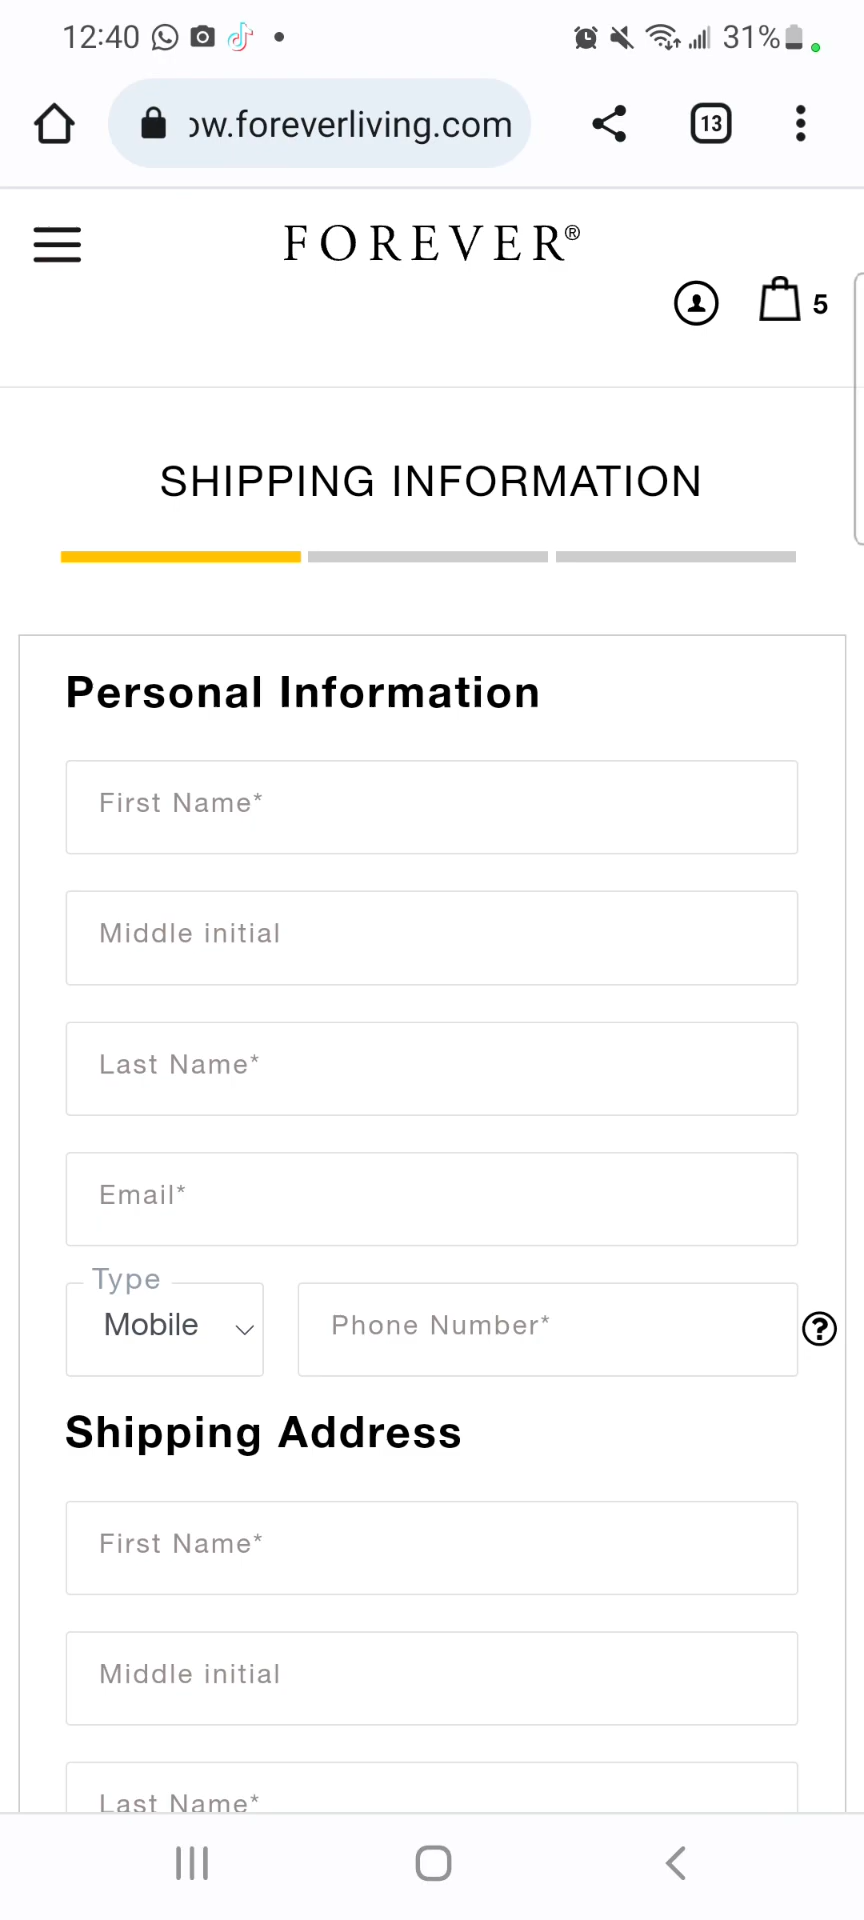 12:40 31%
ow.foreverliving.com 13
FOREVER®
5
SHIPPING INFORMATION
Personal Information
First Name*
Middle initial
Last Name*
Email*
Type
Mobile Phone Number* ?
Shipping Address
First Name*
Middle initial
Last Name*